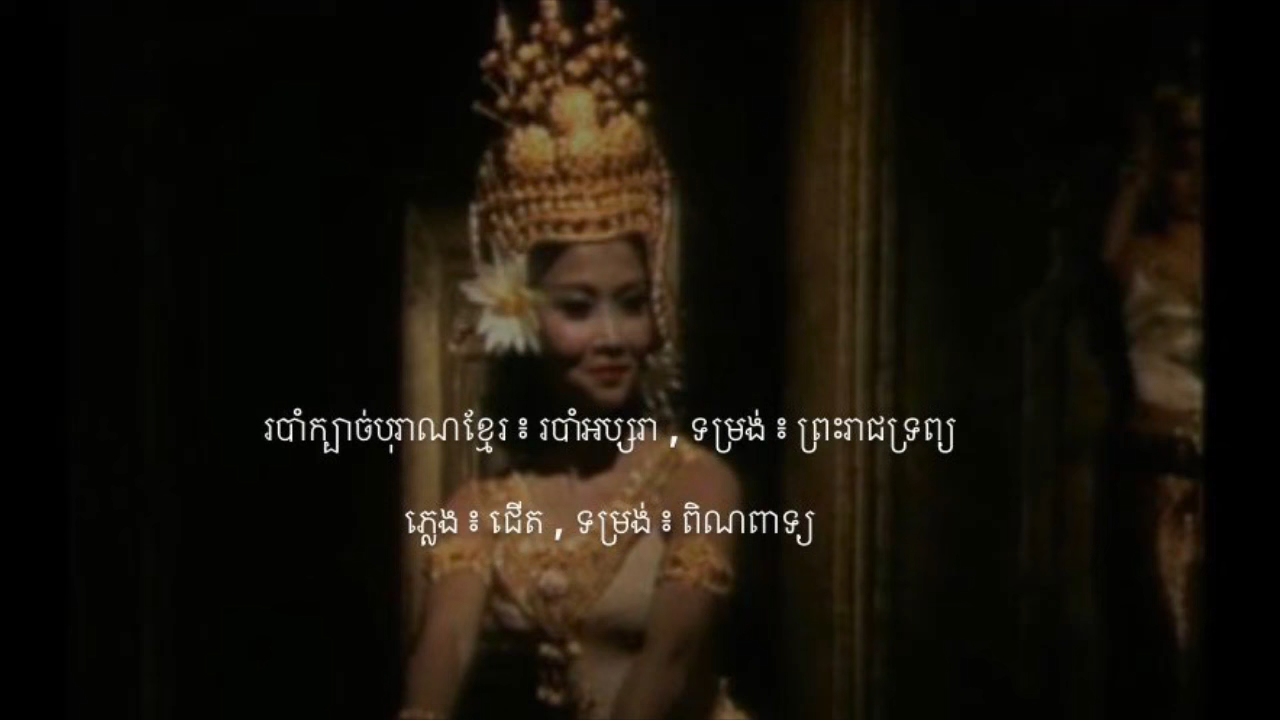 របាំក្បាច់បុរាណខ្មែរ ៖ របាំអប្សរា , ទម្រង់ ៖ ព្រះរាជទ្រព្យ
ភ្លេង ៖ ជើត , ទម្រង់ ៖ ពិណពាទ្យ